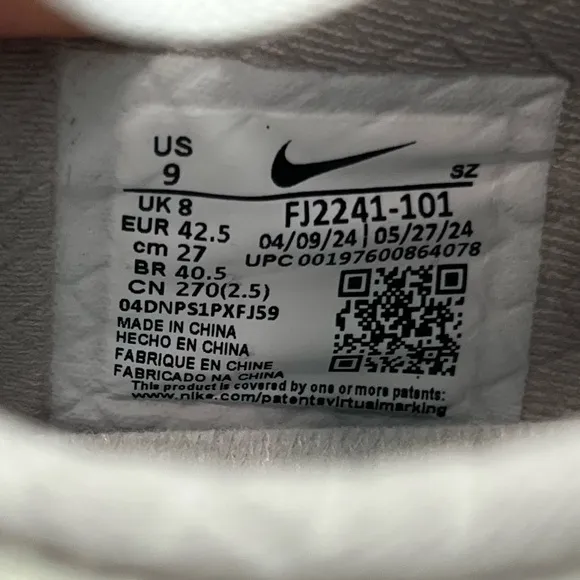 US
9
SZ
UK 8
FJ2241-101
EUR 42.5
04/09/24 | 05/27/24
cm 27
UPC 00197600864078
BR 40.5
CN 270(2.5)
04DNPS1PXFJ59
MADE IN CHINA
HECHO EN CHINA
FABRIQUE EN CHINE
FABRICADO NA CHINA
This product is covered by one or more patents:
www.nike.com/patentsvirtualmarking